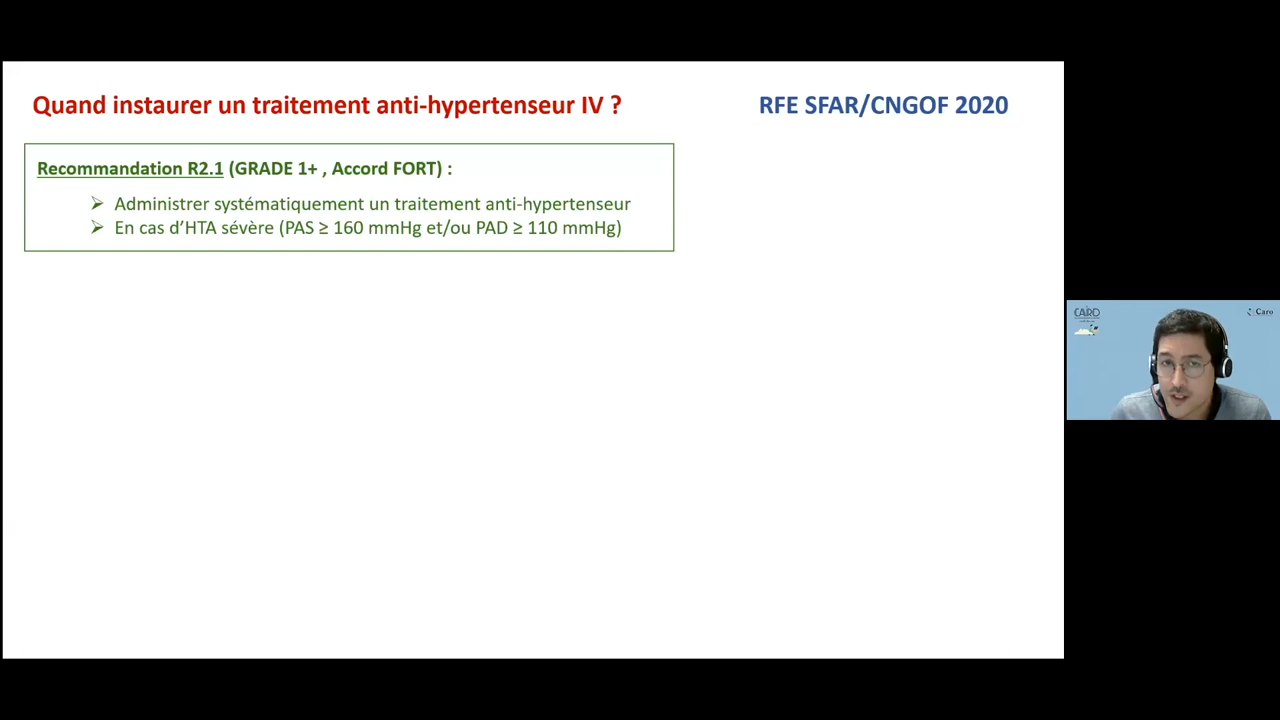 Quand instaurer un traitement anti-hypertenseur IV ?
RFE SFAR/CNGOF 2020
Recommandation R2.1 (GRADE 1+ , Accord FORT) :
➢ Administrer systématiquement un traitement anti-hypertenseur
➢ En cas d’HTA sévère (PAS ≥ 160 mmHg et/ou PAD ≥ 110 mmHg)
CAIRO
Caro